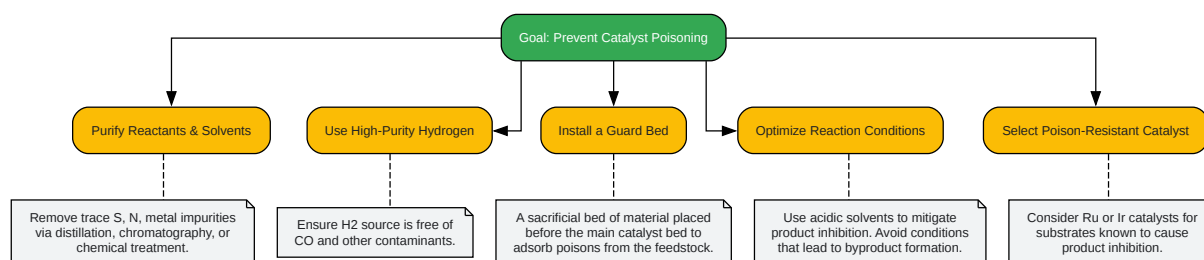 Goal: Prevent Catalyst Poisoning
Purify Reactants & Solvents
Use High-Purity Hydrogen
Install a Guard Bed
Optimize Reaction Conditions
Select Poison-Resistant Catalyst
Remove trace S, N, metal impurities
via distillation, chromatography, or
chemical treatment.
Ensure H2 source is free of
CO and other contaminants.
A sacrificial bed of material placed
before the main catalyst bed to
adsorb poisons from the feedstock.
Use acidic solvents to mitigate
product inhibition. Avoid conditions
that lead to byproduct formation.
Consider Ru or Ir catalysts for
substrates known to cause
product inhibition.